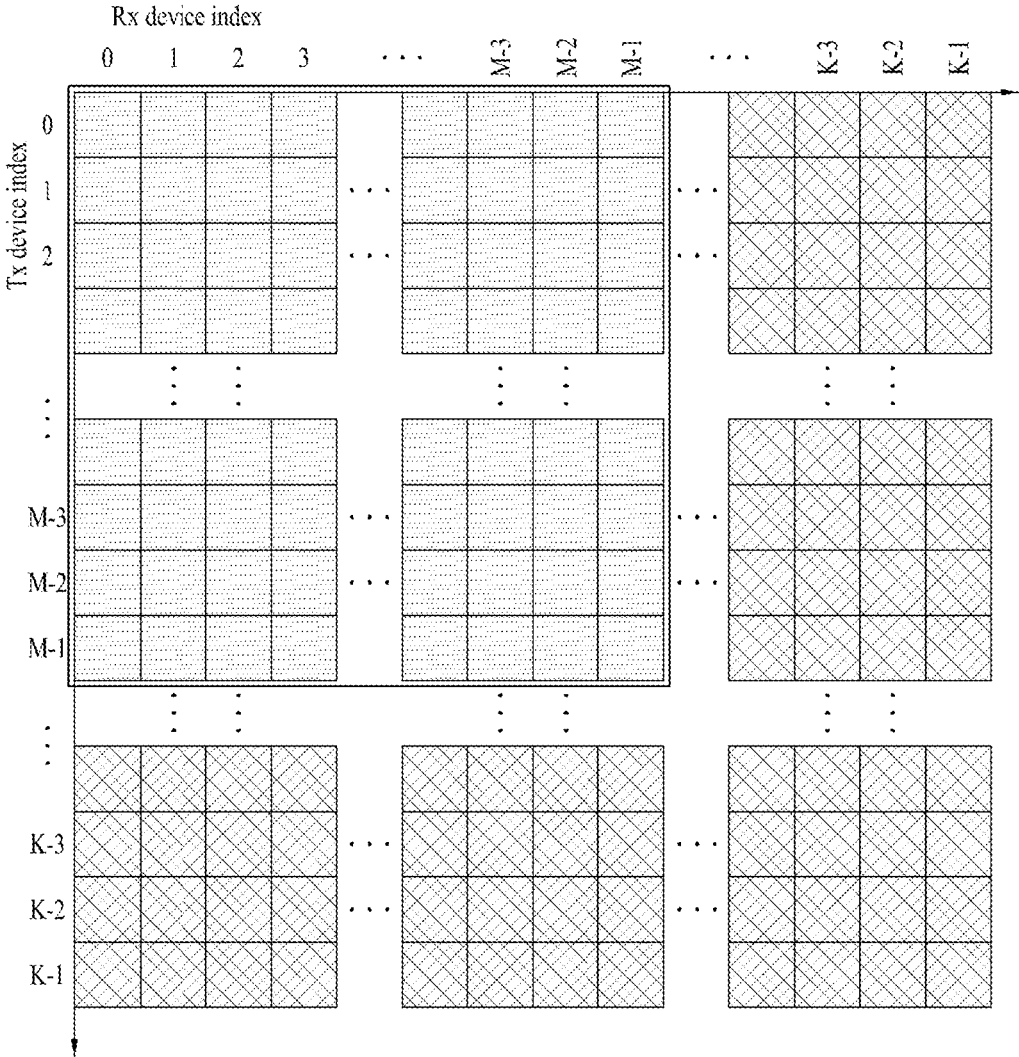 Rx device index
0 1 2 3 ... M-3 M-2 M-1 ... K-3 K-2 K-1
Tx device index
0
1
2
...
M-3
M-2
M-1
...
K-3
K-2
K-1